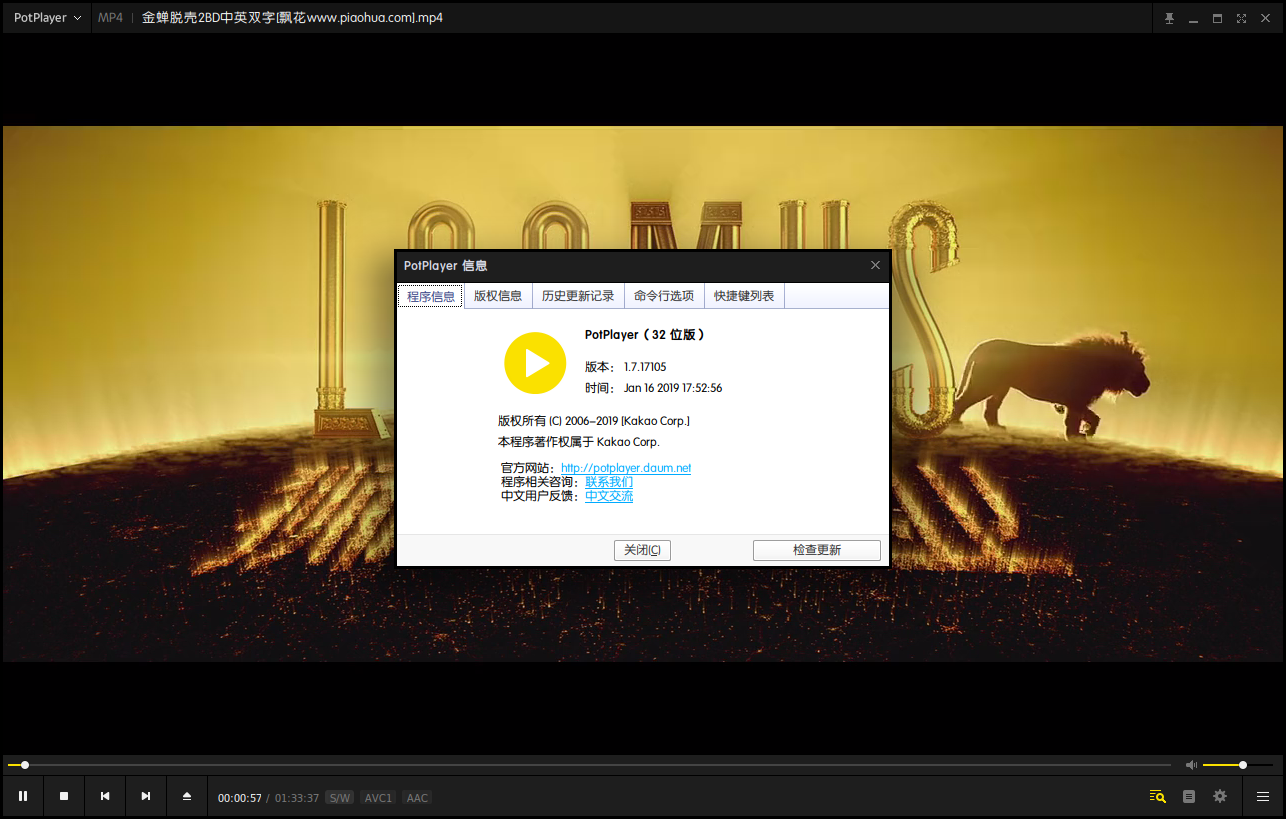 PotPlayer
MP4
金蝉脱壳2BD中英双字[飘花www.piaohua.com].mp4
PotPlayer 信息
程序信息 版权信息 历史更新记录 命令行选项 快捷键列表
PotPlayer ( 32 位版 )
版本： 1.7.17105
时间： Jan 16 2019 17:52:56
版权所有 (C) 2006-2019 [Kakao Corp.]
本程序著作权属于 Kakao Corp.
官方网站： http://potplayer.daum.net
程序相关咨询： 联系我们
中文用户反馈： 中文交流
关闭(C) 检查更新
00:00:57 / 01:33:37 S/W AVC1 AAC